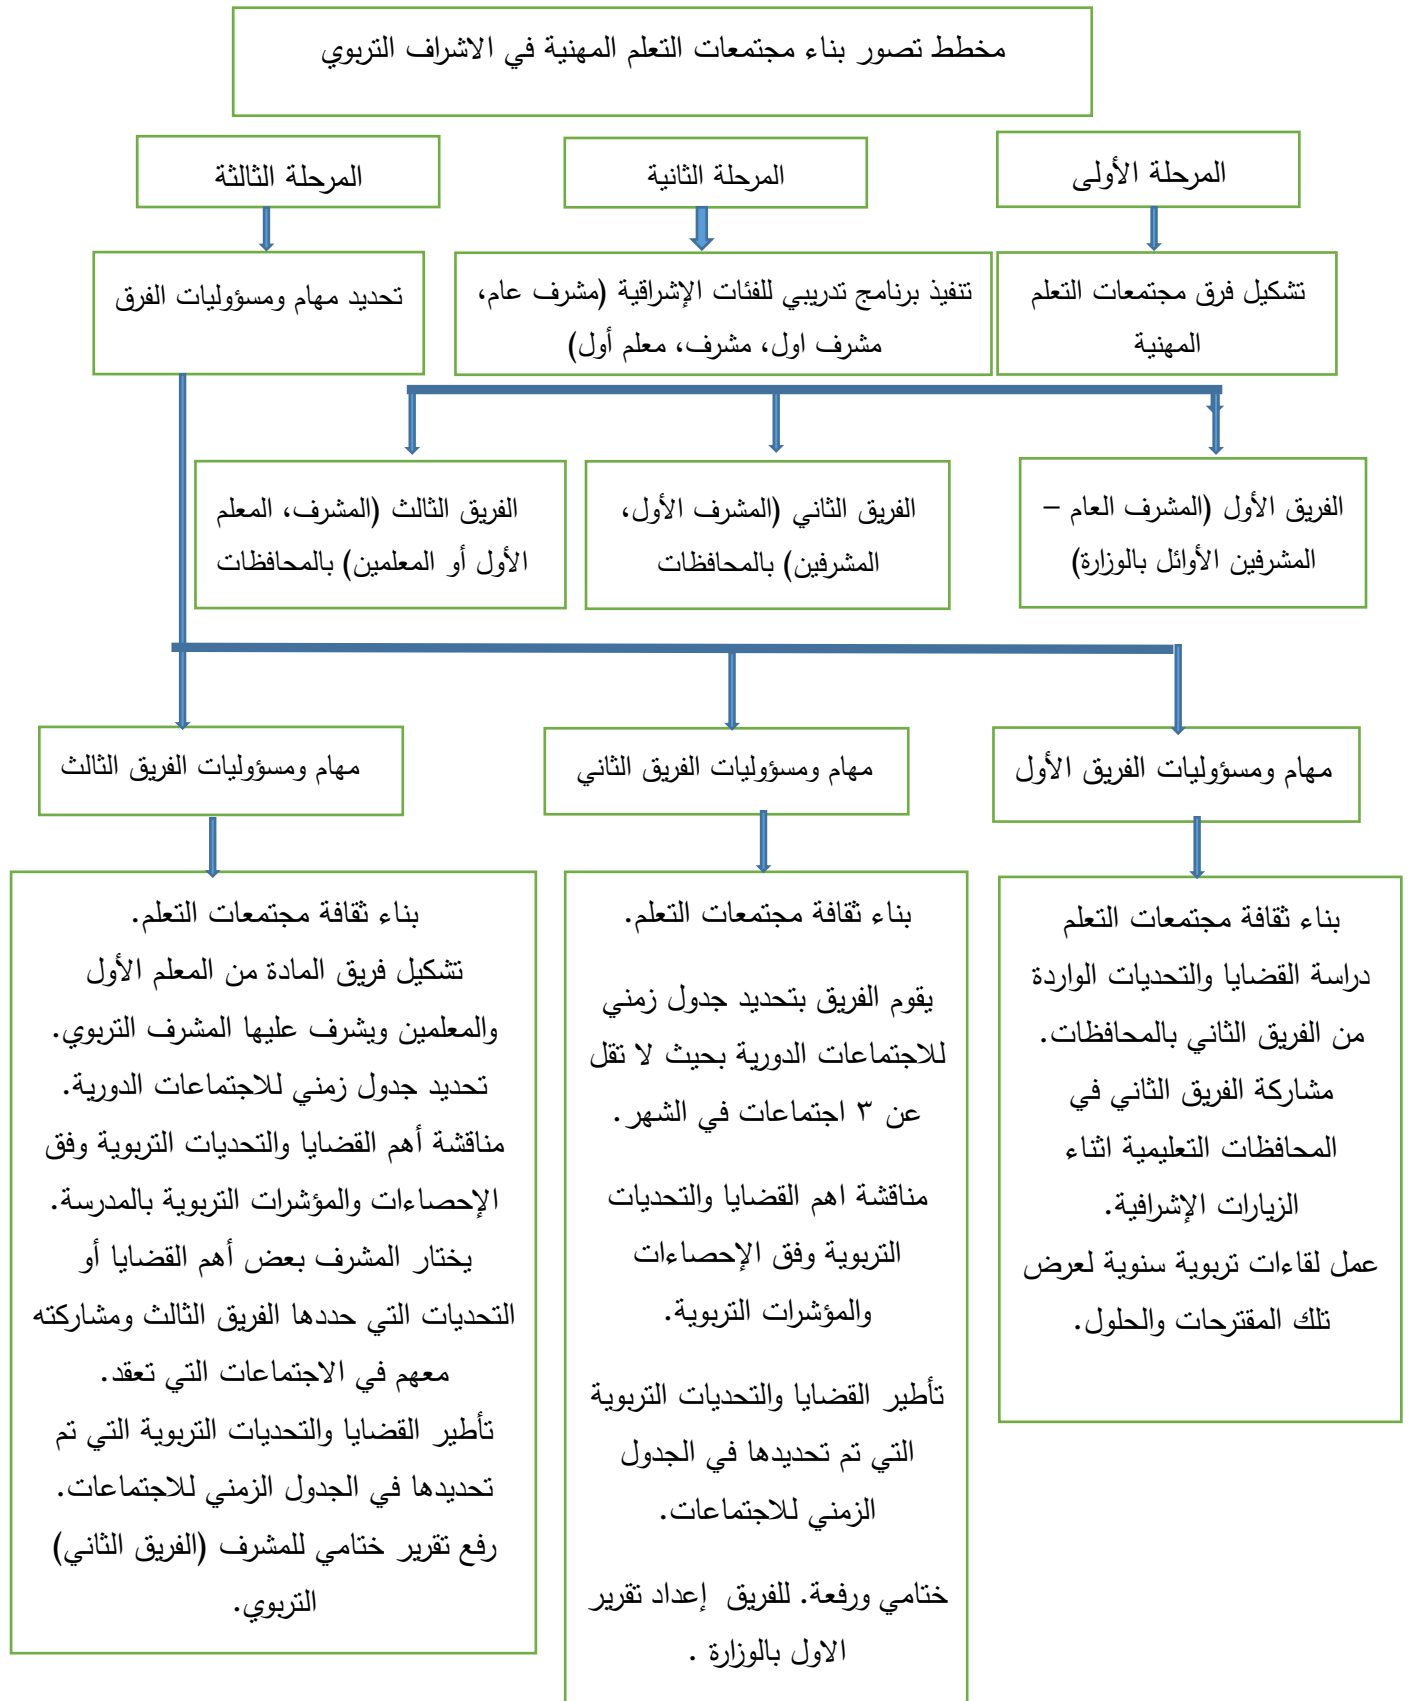 مخطط تصور بناء مجتمعات التعلم المهنية في الاشراف التربوي
المرحلة الأولى
المرحلة الثانية
المرحلة الثالثة
تشكيل فرق مجتمعات التعلم
المهنية
تنفيذ برنامج تدريبي للفئات الإشراقية (مشرف عام،
مشرف اول، مشرف، معلم أول)
تحديد مهام ومسؤوليات الفرق
الفريق الأول (المشرف العام –
المشرفين الأوائل بالوزارة)
الفريق الثاني (المشرف الأول،
المشرفين) بالمحافظات
الفريق الثالث (المشرف، المعلم
الأول أو المعلمين) بالمحافظات
مهام ومسؤوليات الفريق الأول
مهام ومسؤوليات الفريق الثاني
مهام ومسؤوليات الفريق الثالث
بناء ثقافة مجتمعات التعلم
دراسة القضايا والتحديات الواردة
من الفريق الثاني بالمحافظات.
مشاركة الفريق الثاني في
المحافظات التعليمية اثناء
الزيارات الإشرافية.
عمل لقاءات تربوية سنوية لعرض
تلك المقترحات والحلول.
بناء ثقافة مجتمعات التعلم.
يقوم الفريق بتحديد جدول زمني
للاجتماعات الدورية بحيث لا تقل
عن ٣ اجتماعات في الشهر.
مناقشة اهم القضايا والتحديات
التربوية وفق الإحصاءات
والمؤشرات التربوية.
تأطير القضايا والتحديات التربوية
التي تم تحديدها في الجدول
الزمني للاجتماعات.
ختامي ورفعة. للفريق إعداد تقرير
الاول بالوزارة .
بناء ثقافة مجتمعات التعلم.
تشكيل فريق المادة من المعلم الأول
والمعلمين ويشرف عليها المشرف التربوي.
تحديد جدول زمني للاجتماعات الدورية.
مناقشة أهم القضايا والتحديات التربوية وفق
الإحصاءات والمؤشرات التربوية بالمدرسة.
يختار المشرف بعض أهم القضايا أو
التحديات التي حددها الفريق الثالث ومشاركته
معهم في الاجتماعات التي تعقد.
تأطير القضايا والتحديات التربوية التي تم
تحديدها في الجدول الزمني للاجتماعات.
رفع تقرير ختامي للمشرف (الفريق الثاني)
التربوي.